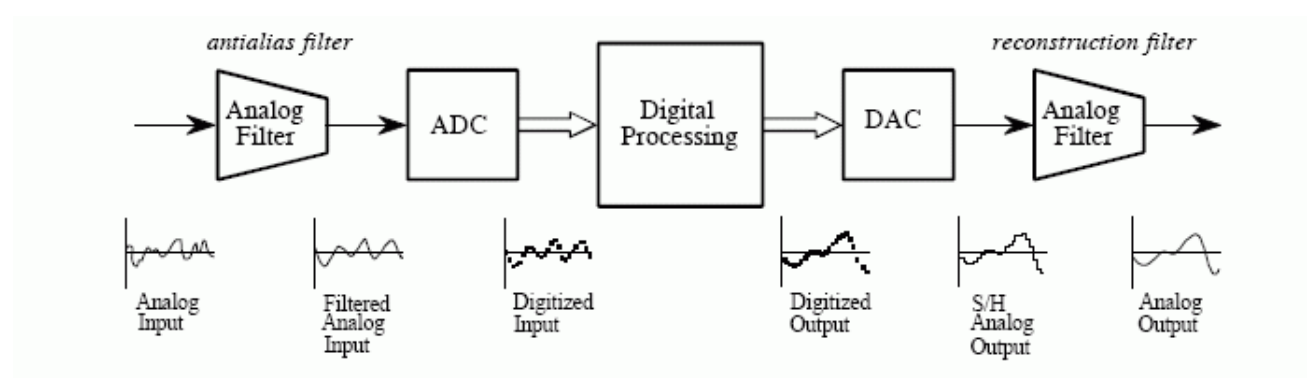 antialias filter
reconstruction filter
Analog
Filter
ADC
Digital
Processing
DAC
Analog
Filter
Analog
Input
Filtered
Analog
Input
Digitized
Input
Digitized
Output
S/H
Analog
Output
Analog
Output